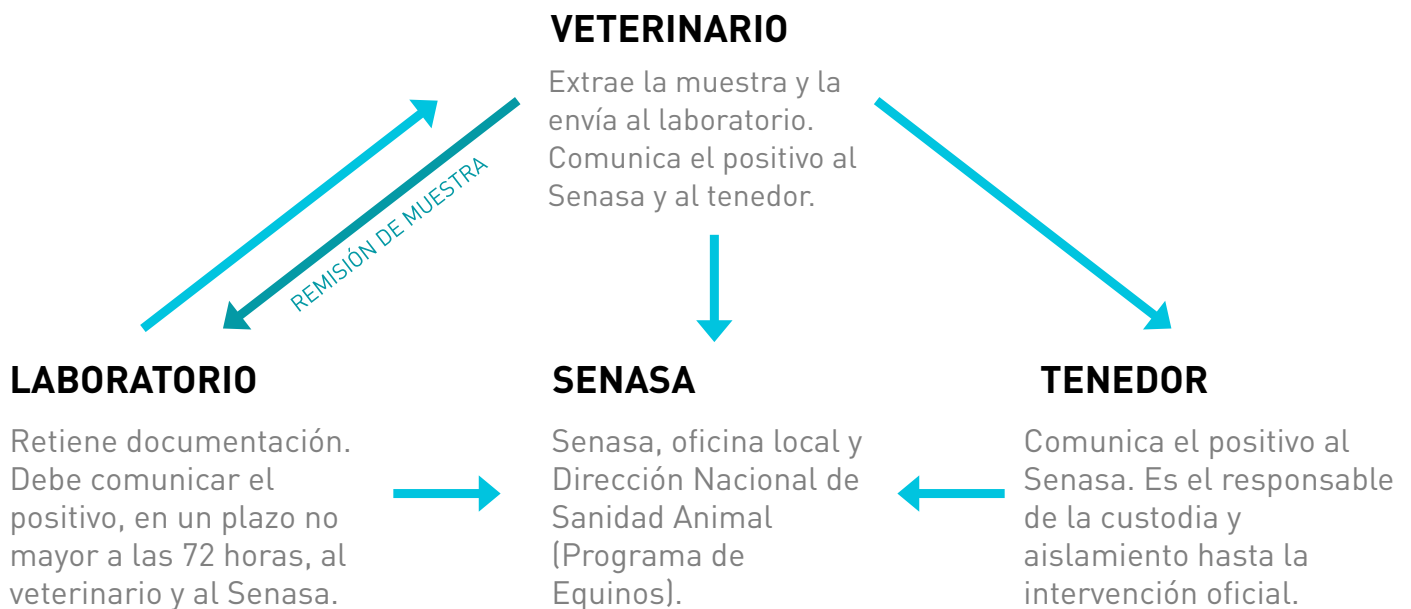 VETERINARIO
Extrae la muestra y la
envía al laboratorio.
Comunica el positivo al
Senasa y al tenedor.
REMISIÓN DE MUESTRA
LABORATORIO
Retiene documentación.
Debe comunicar el
positivo, en un plazo no
mayor a las 72 horas, al
veterinario y al Senasa.
SENASA
Senasa, oficina local y
Dirección Nacional de
Sanidad Animal
(Programa de
Equinos).
TENEDOR
Comunica el positivo al
Senasa. Es el responsable
de la custodia y
aislamiento hasta la
intervención oficial.